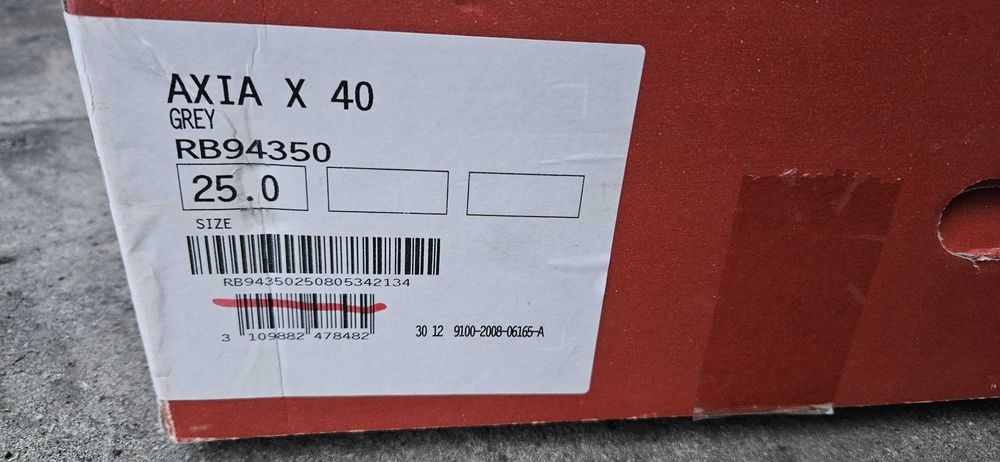 AXIA X 40
GREY
RB94350
25.0
SIZE
RB94350250805342134
3 109882 478482
30 12 9100-2008-06165-A